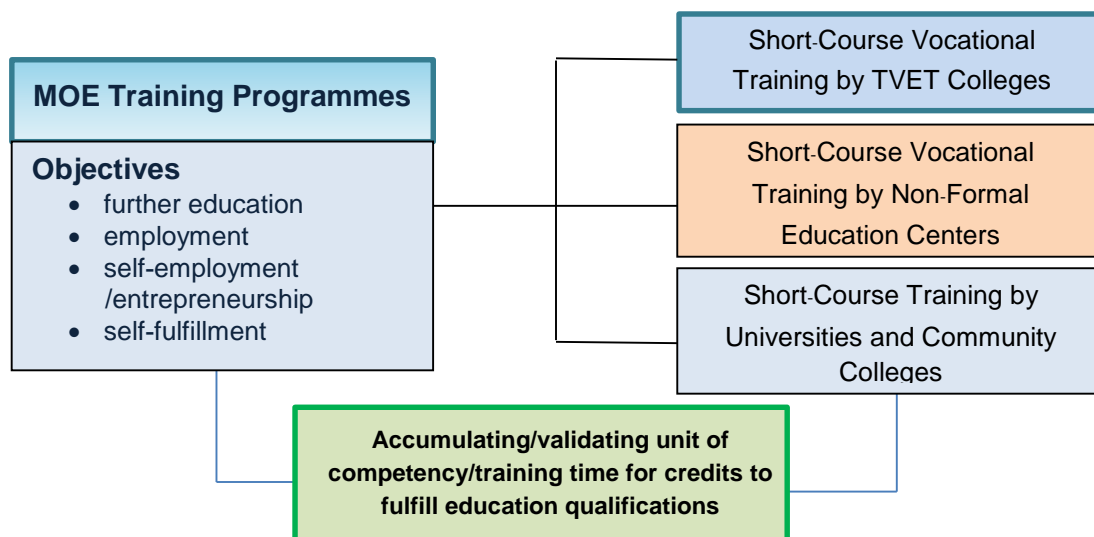 MOE Training Programmes
Objectives
• further education
• employment
• self-employment
/entrepreneurship
• self-fulfillment
Short-Course Vocational
Training by TVET Colleges
Short-Course Vocational
Training by Non-Formal
Education Centers
Short-Course Training by
Universities and Community
Colleges
Accumulating/validating unit of
competency/training time for credits to
fulfill education qualifications